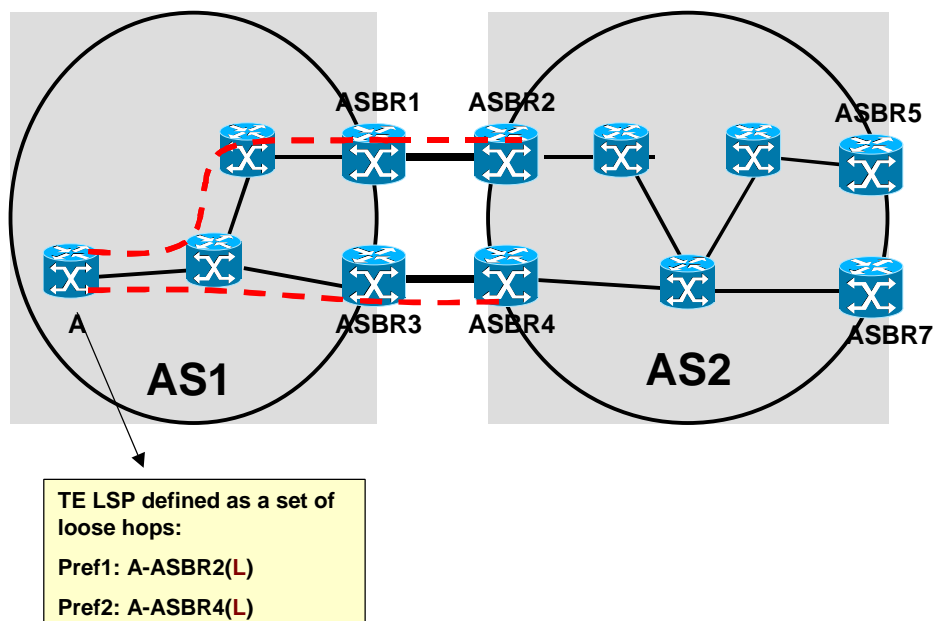 ASBR1
ASBR2
ASBR5
A
ASBR3
ASBR4
ASBR7
AS1
AS2
TE LSP defined as a set of
loose hops:
Pref1: A-ASBR2(L)
Pref2: A-ASBR4(L)